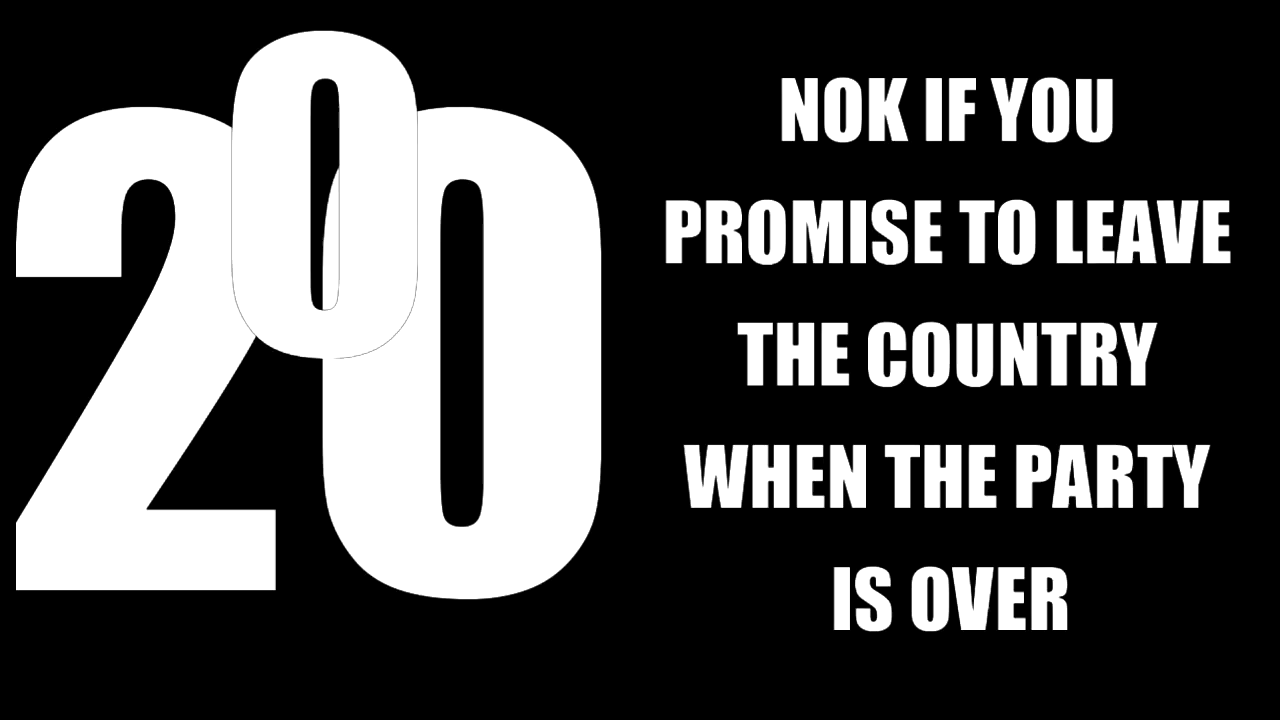 200
NOK IF YOU
PROMISE TO LEAVE
THE COUNTRY
WHEN THE PARTY
IS OVER